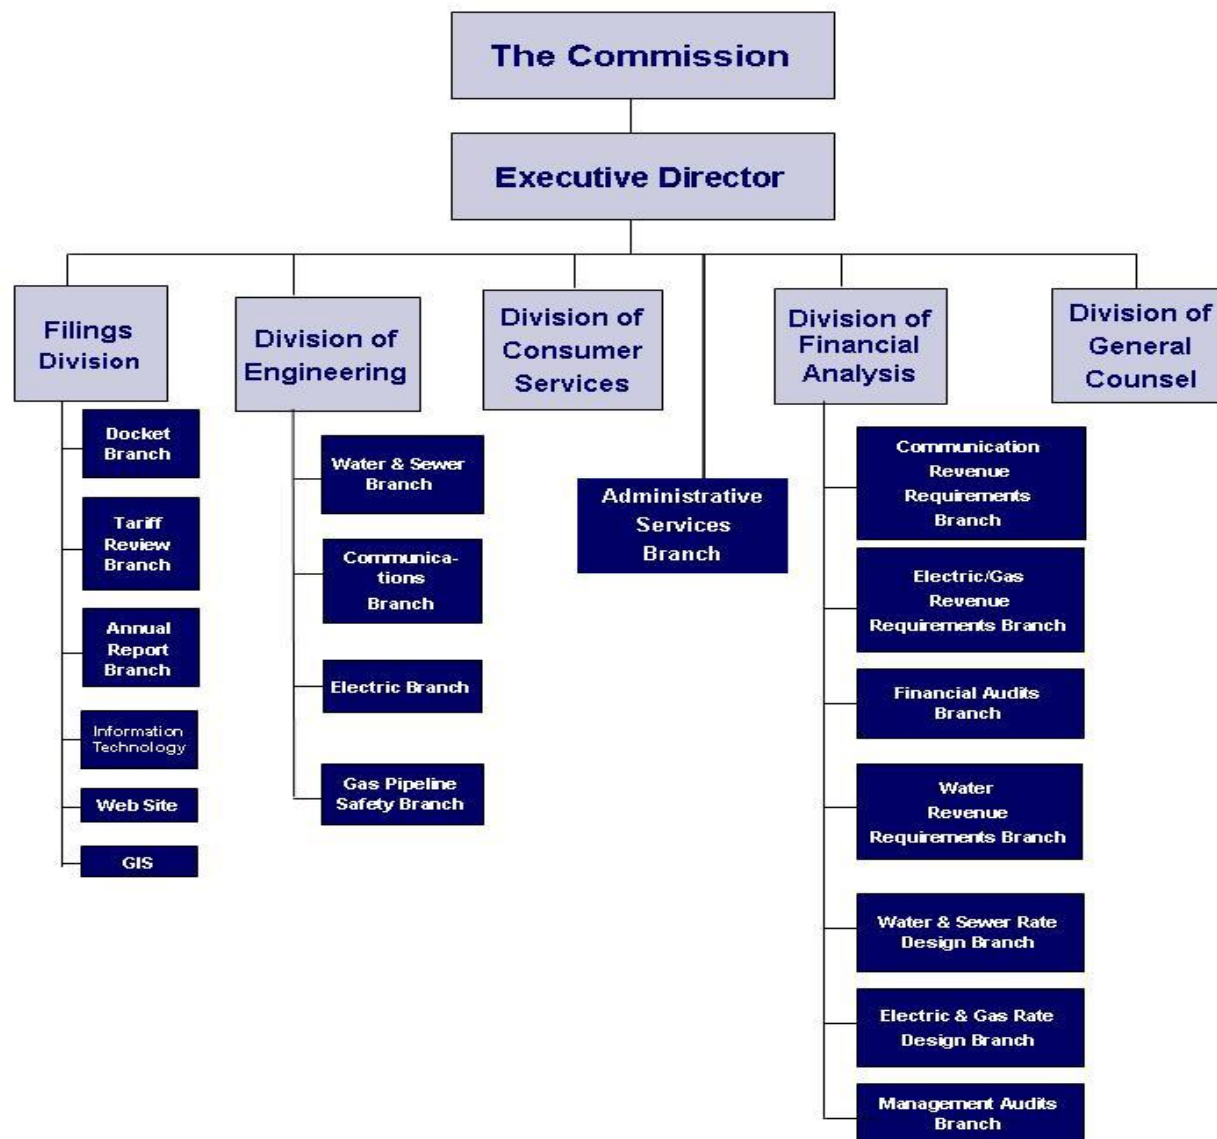 The Commission
Executive Director
Filings
Division
Division of
Engineering
Division of
Consumer
Services
Division of
Financial
Analysis
Division of
General
Counsel
Docket
Branch
Tariff
Review
Branch
Annual
Report
Branch
Information
Technology
Web Site
GIS
Water & Sewer
Branch
Communica-
tions
Branch
Electric Branch
Gas Pipeline
Safety Branch
Administrative
Services
Branch
Communication
Revenue
Requirements
Branch
Electric/Gas
Revenue
Requirements Branch
Financial Audits
Branch
Water
Revenue
Requirements Branch
Water & Sewer Rate
Design Branch
Electric & Gas Rate
Design Branch
Management Audits
Branch